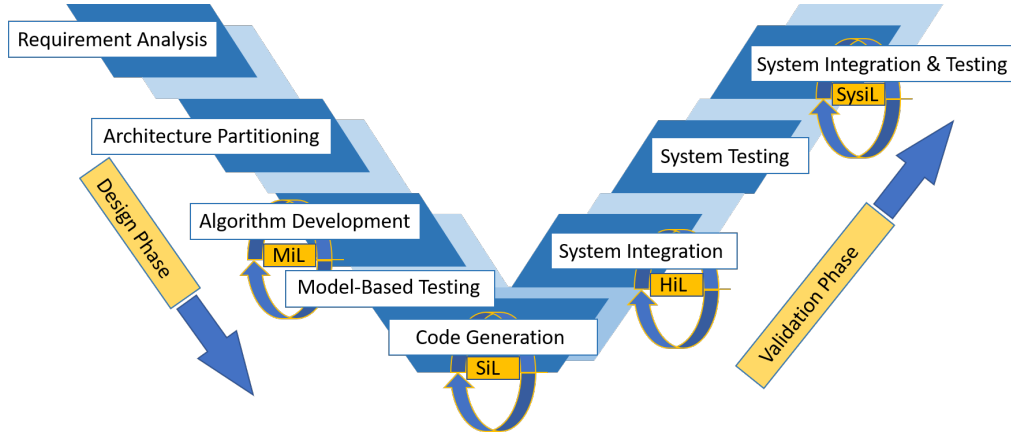 Requirement Analysis
Architecture Partitioning
Design Phase
Algorithm Development
MiL
Model-Based Testing
Code Generation
SiL
System Integration
HiL
System Testing
System Integration & Testing
SysiL
Validation Phase